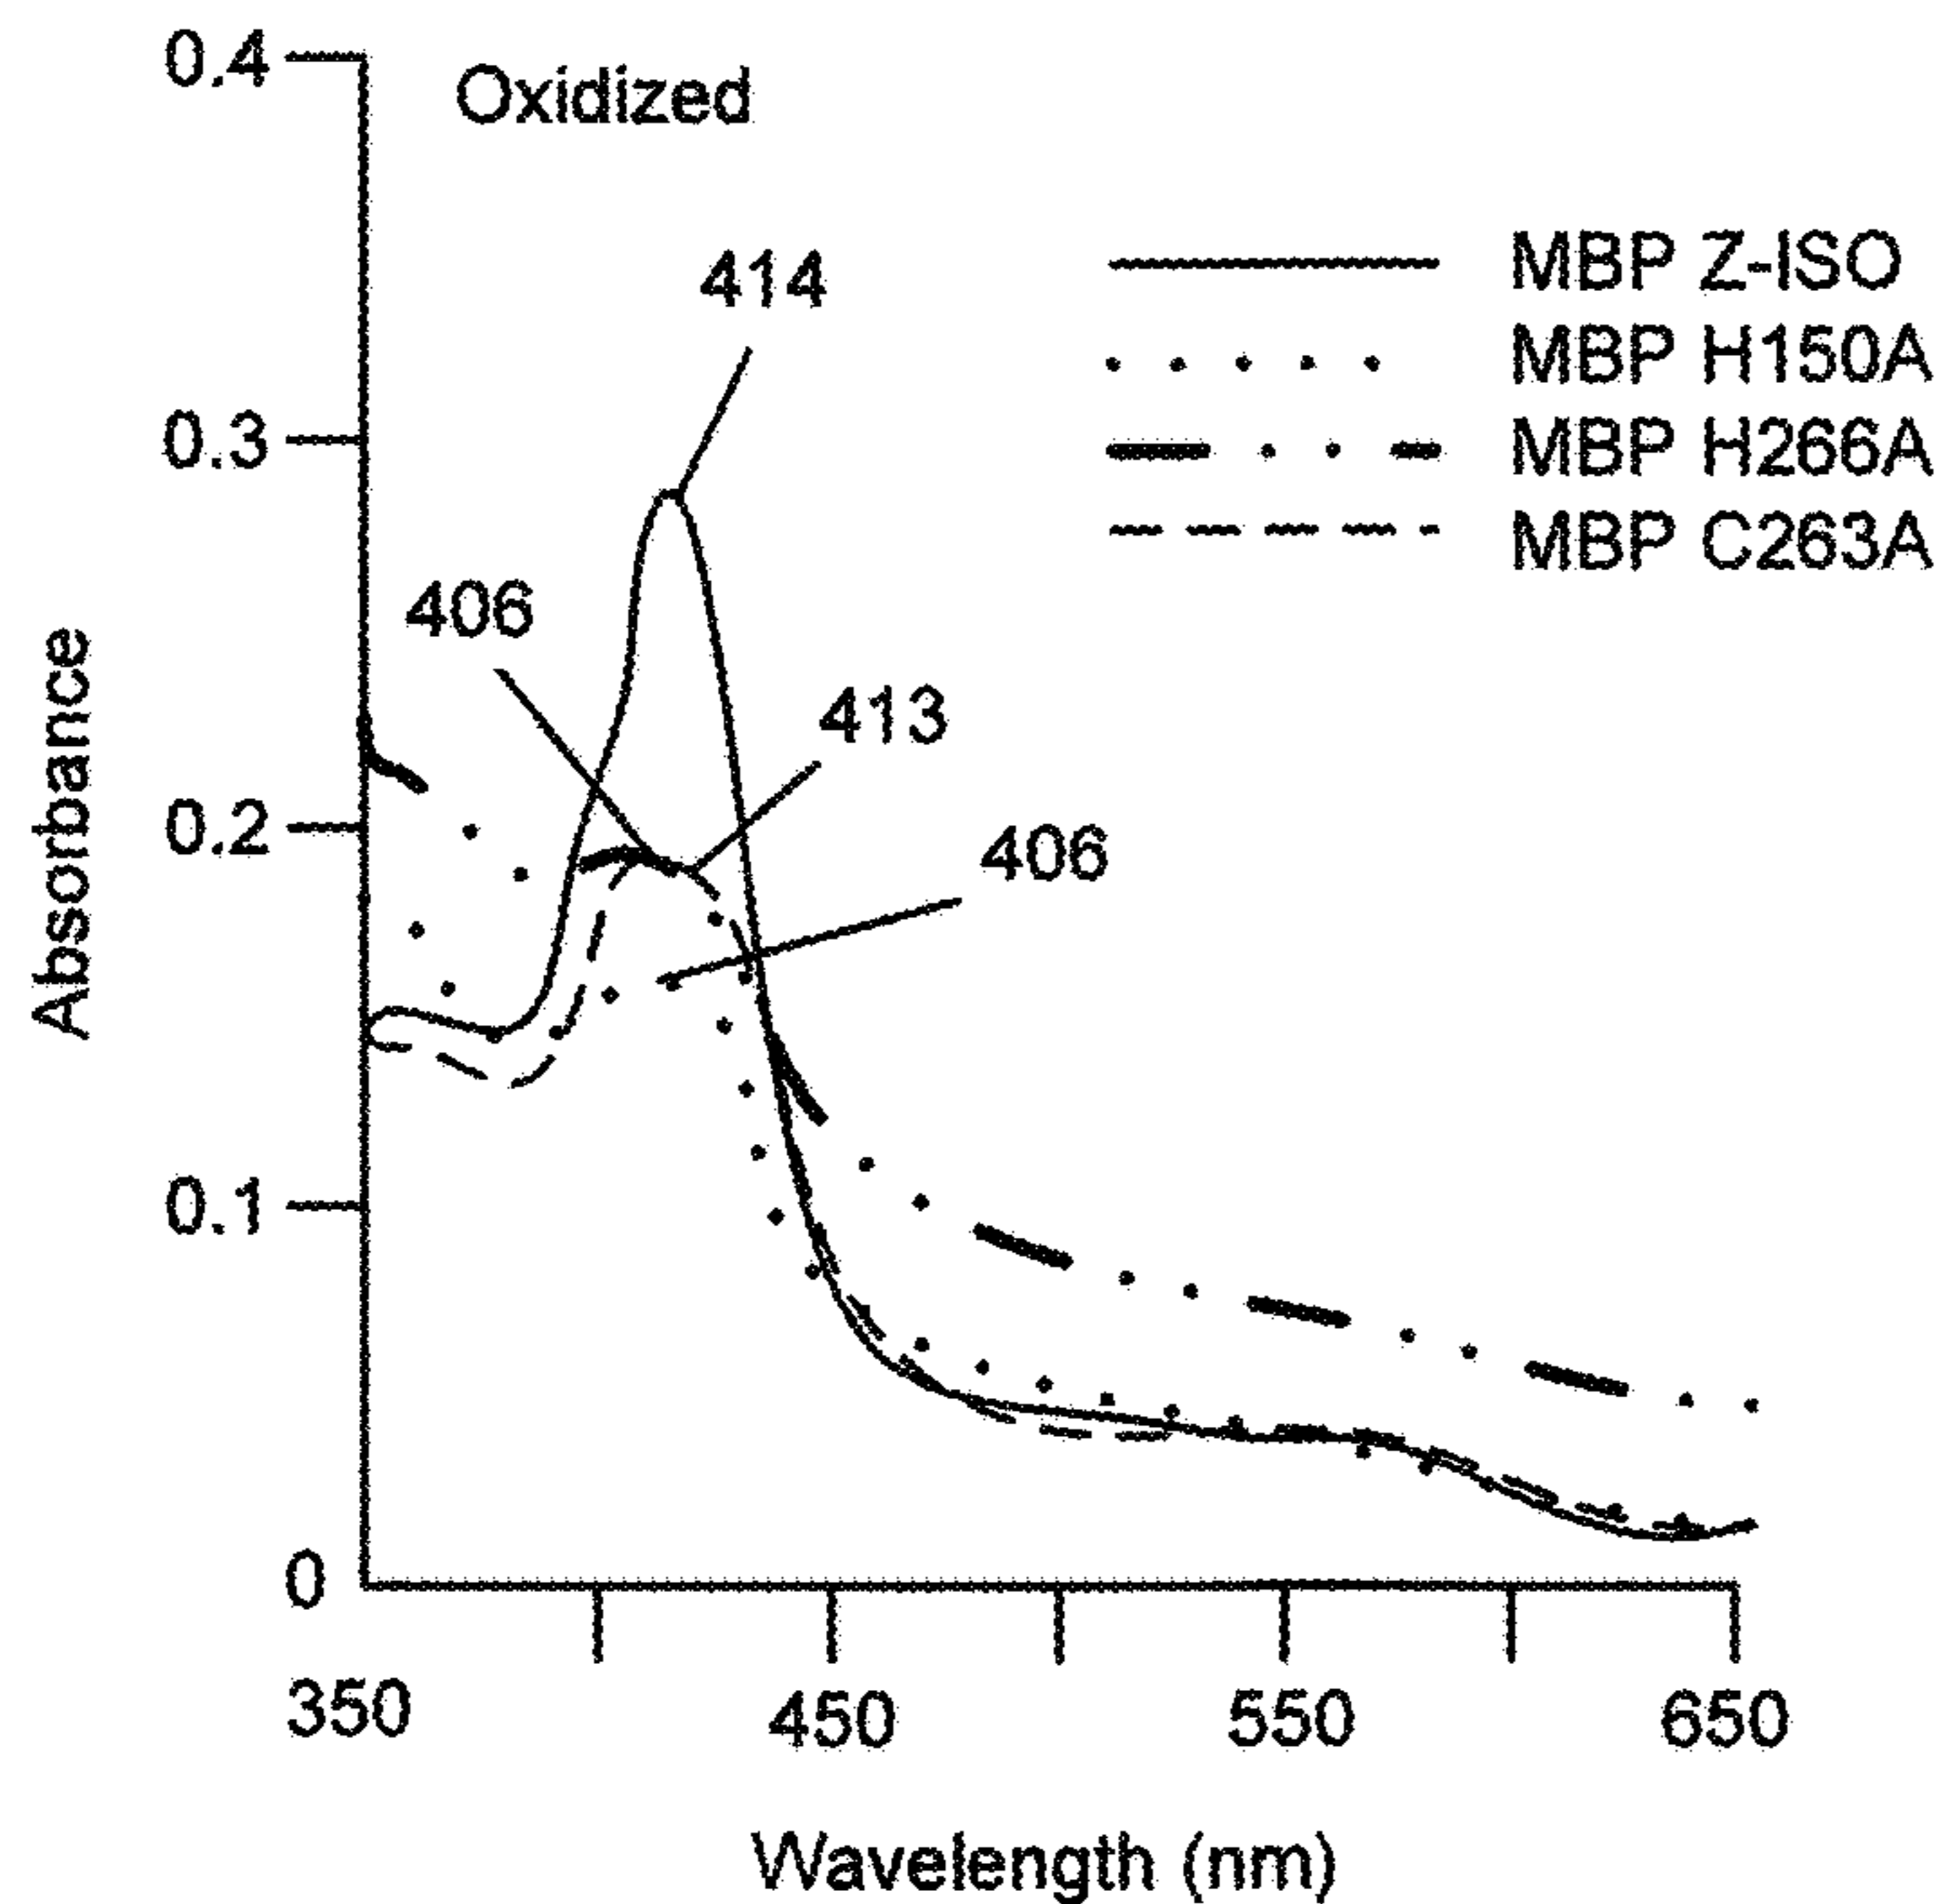 0.4
Oxidized
414
MBP Z-ISO
MBP H150A
0.3
MBP H266A
MBP C263A
406
413
0.2
406
Absorbance
0.1
0
350
450
550
650
Wavelength (nm)